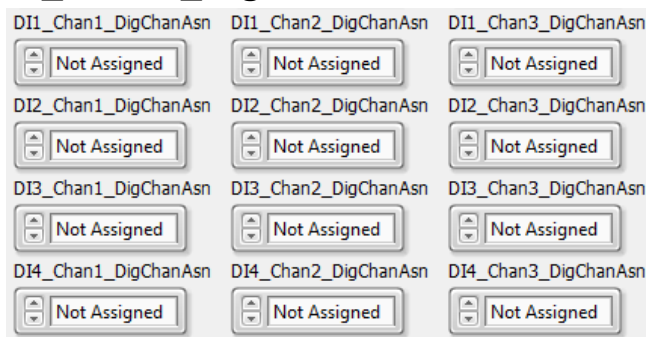 DI1_Chan1_DigChanAsn DI1_Chan2_DigChanAsn DI1_Chan3_DigChanAsn
Not Assigned Not Assigned Not Assigned
DI2_Chan1_DigChanAsn DI2_Chan2_DigChanAsn DI2_Chan3_DigChanAsn
Not Assigned Not Assigned Not Assigned
DI3_Chan1_DigChanAsn DI3_Chan2_DigChanAsn DI3_Chan3_DigChanAsn
Not Assigned Not Assigned Not Assigned
DI4_Chan1_DigChanAsn DI4_Chan2_DigChanAsn DI4_Chan3_DigChanAsn
Not Assigned Not Assigned Not Assigned